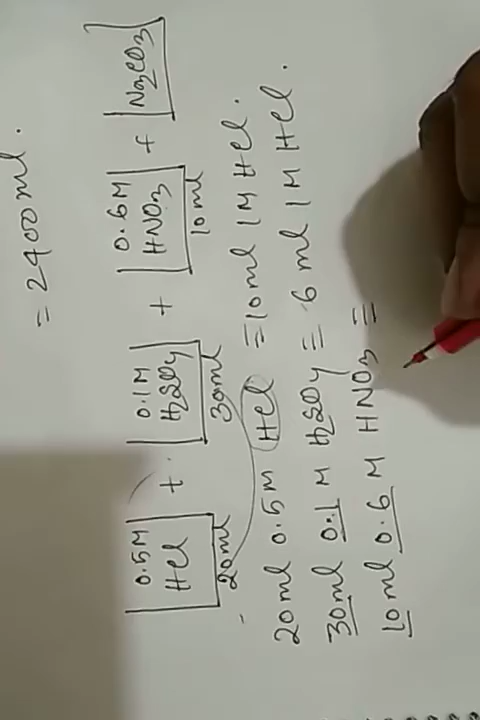 = 2400 ml.
0.5M HCl + 0.1M H2SO4 + 0.6M HNO3 + Na2CO3
20ml 30ml 10ml
20ml 0.5M HCl ≡ 10ml 1M HCl.
30ml 0.1 M H2SO4 ≡ 6 ml 1M HCl.
10ml 0.6 M HNO3 ≡